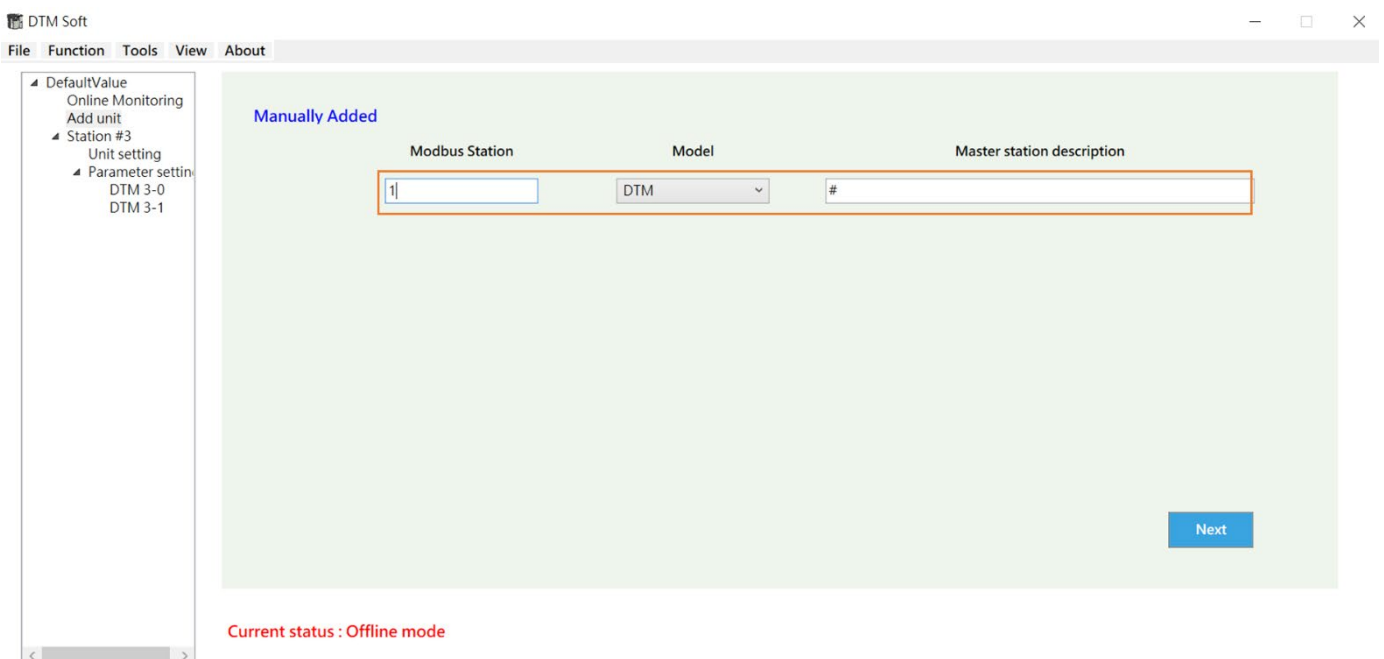 DTM Soft
File Function Tools View About
DefaultValue
Online Monitoring
Add unit
Station #3
Unit setting
Parameter settin
DTM 3-0
DTM 3-1
Manually Added
Modbus Station Model Master station description
1 DTM #
Next
Current status : Offline mode